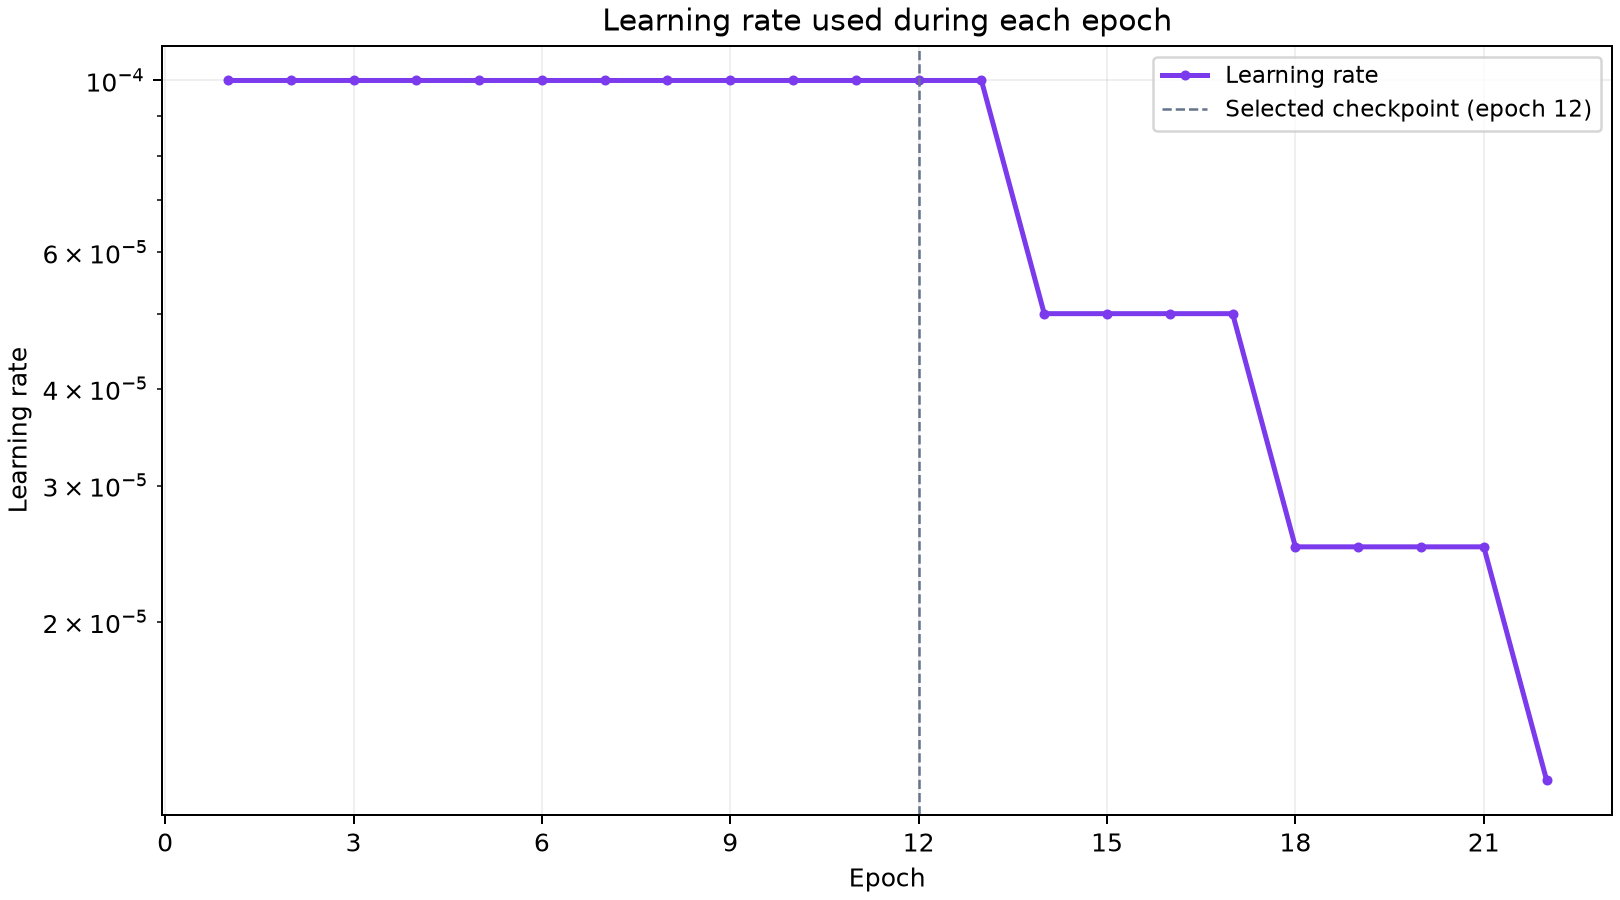 Learning rate used during each epoch
Learning rate
Selected checkpoint (epoch 12)
10⁻⁴
6 × 10⁻⁵
4 × 10⁻⁵
3 × 10⁻⁵
2 × 10⁻⁵
Learning rate
0 3 6 9 12 15 18 21
Epoch